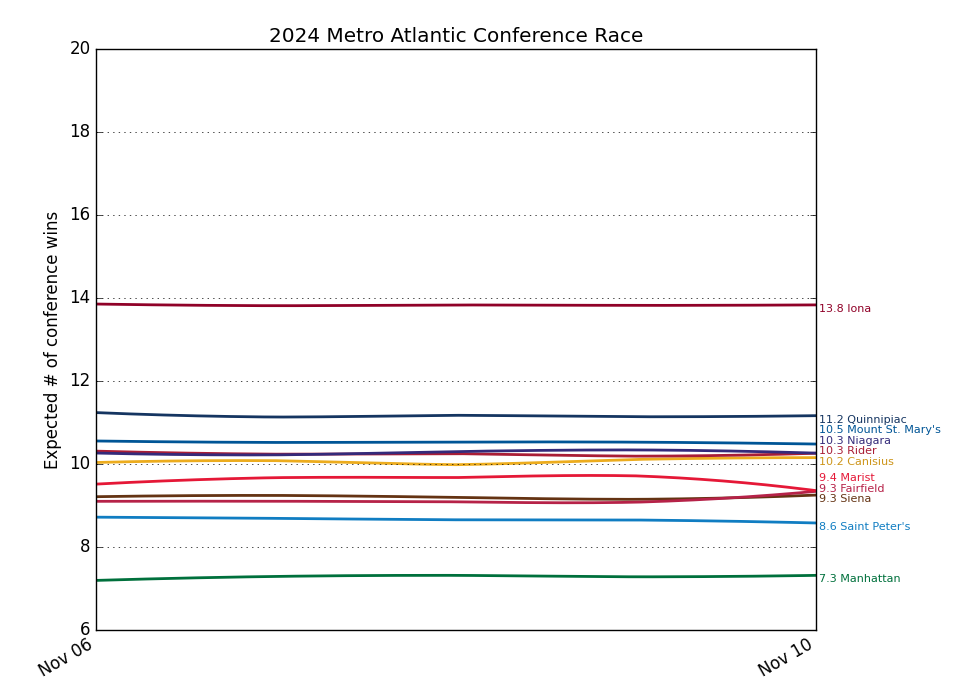 2024 Metro Atlantic Conference Race
Expected # of conference wins
20
18
16
14
12
10
8
6
Nov 06
Nov 10
13.8 Iona
11.2 Quinnipiac
10.5 Mount St. Mary's
10.3 Niagara
10.3 Rider
10.2 Canisius
9.4 Marist
9.3 Fairfield
9.3 Siena
8.6 Saint Peter's
7.3 Manhattan